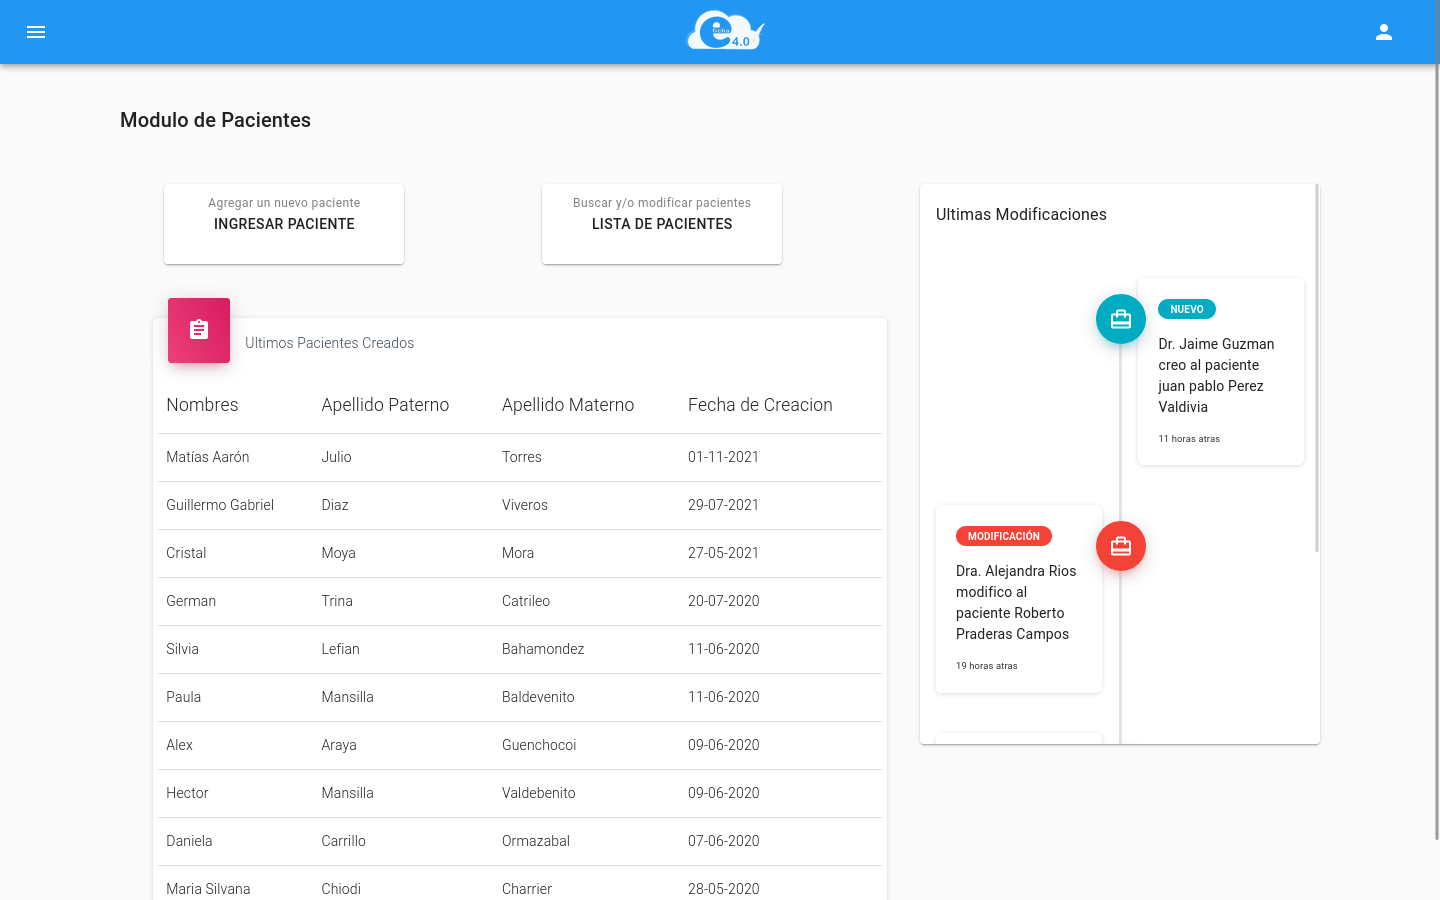 4.0
Modulo de Pacientes
Agregar un nuevo paciente
INGRESAR PACIENTE
Buscar y/o modificar pacientes
LISTA DE PACIENTES
Ultimos Pacientes Creados
Nombres Apellido Paterno Apellido Materno Fecha de Creacion
Matías Aarón Julio Torres 01-11-2021
Guillermo Gabriel Diaz Viveros 29-07-2021
Cristal Moya Mora 27-05-2021
German Trina Catrileo 20-07-2020
Silvia Lefian Bahamondez 11-06-2020
Paula Mansilla Baldevenito 11-06-2020
Alex Araya Guenchocoi 09-06-2020
Hector Mansilla Valdebenito 09-06-2020
Daniela Carrillo Ormazabal 07-06-2020
Maria Silvana Chiodi Charrier 28-05-2020
Ultimas Modificaciones
NUEVO
Dr. Jaime Guzman
creo al paciente
juan pablo Perez
Valdivia
11 horas atras
MODIFICACIÓN
Dra. Alejandra Rios
modifico al
paciente Roberto
Praderas Campos
19 horas atras